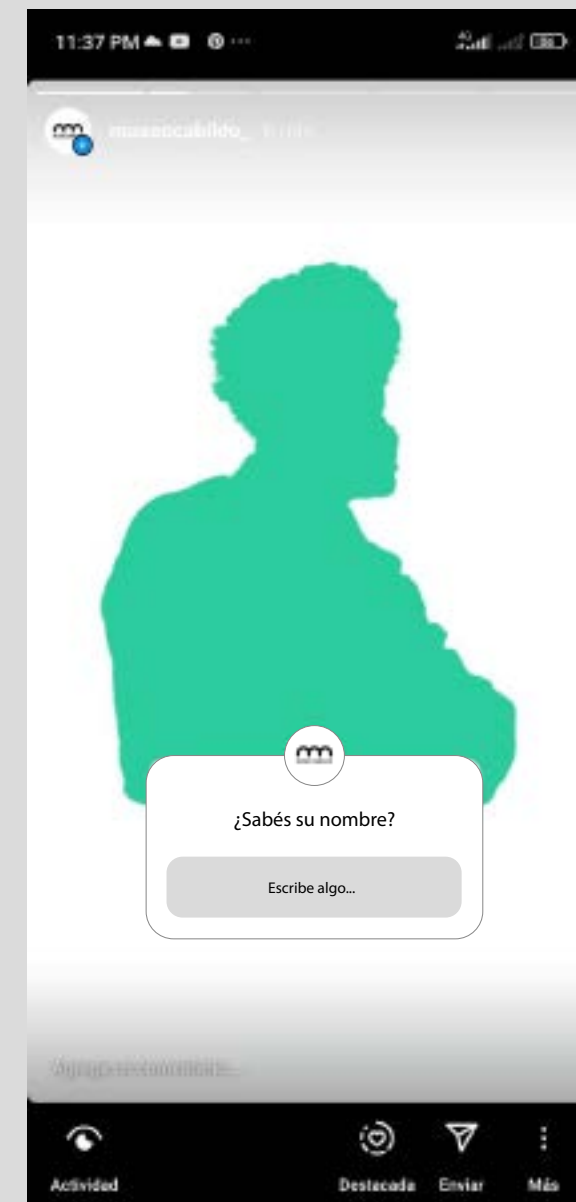 11:37 PM
museocabildo_
¿Sabés su nombre?
Escribe algo...
Actividad
Destacada
Enviar
Más